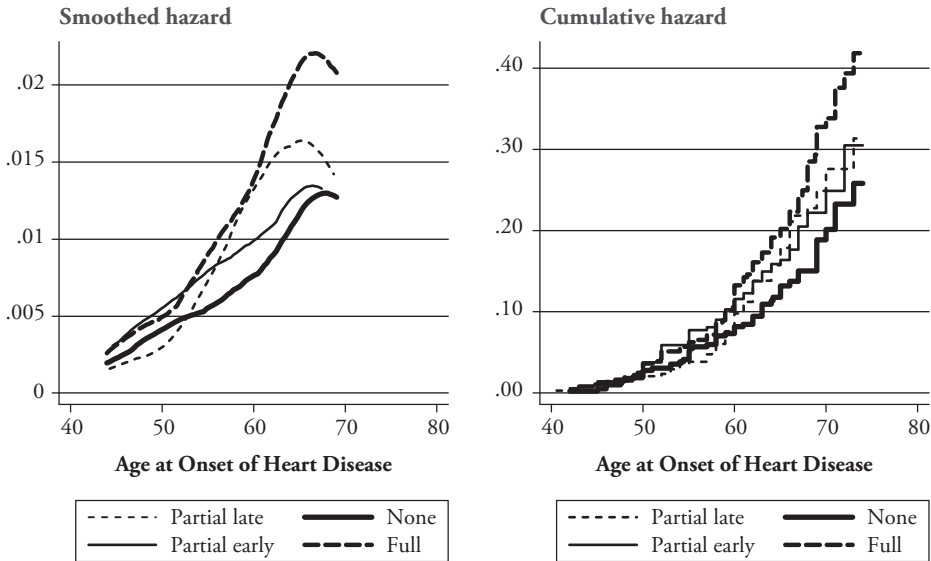 Smoothed hazard
.02
.015
.01
.005
0
40 50 60 70 80
Age at Onset of Heart Disease
Partial late None
Partial early Full
Cumulative hazard
.40
.30
.20
.10
.00
40 50 60 70 80
Age at Onset of Heart Disease
Partial late None
Partial early Full